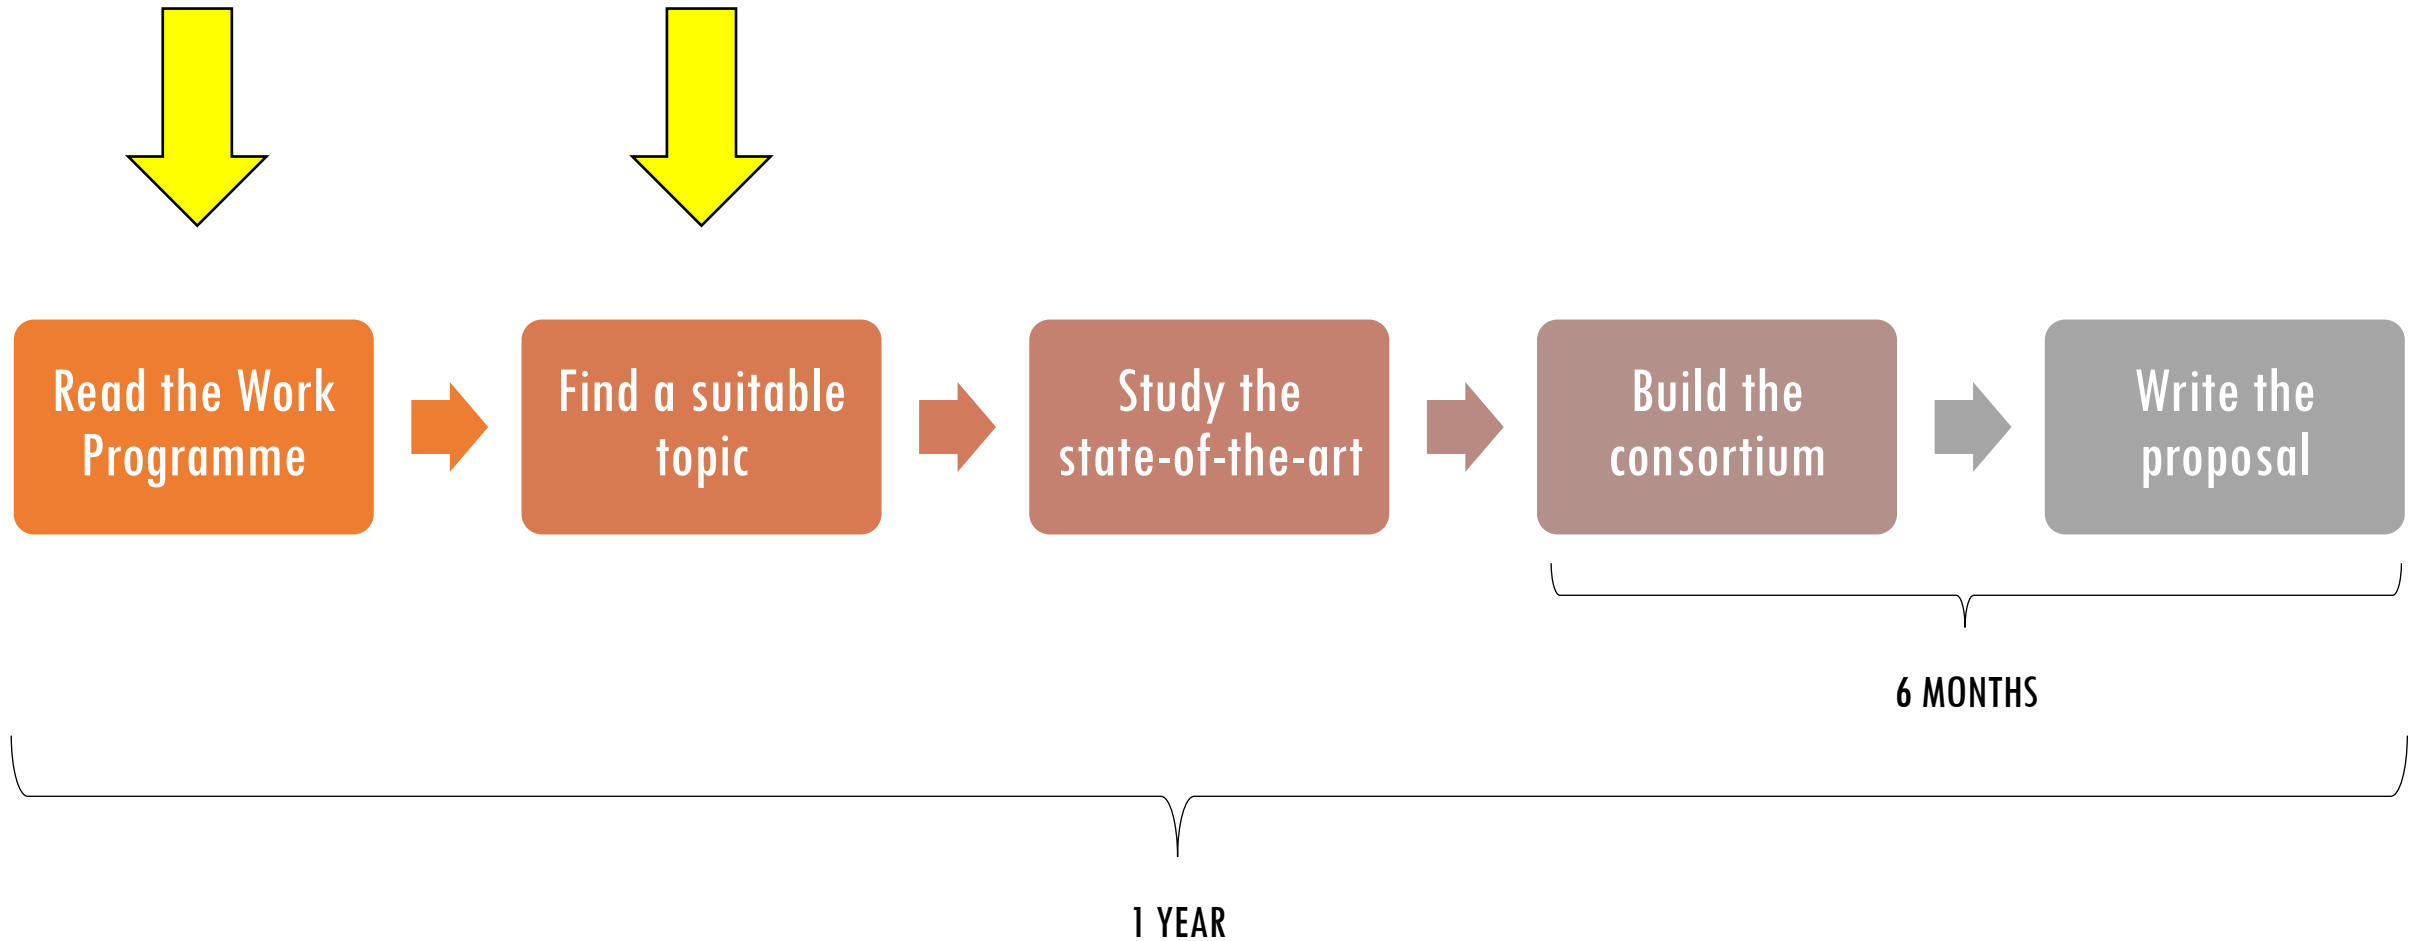 Read the Work
Programme
Find a suitable
topic
Study the
state-of-the-art
Build the
consortium
Write the
proposal
6 MONTHS
1 YEAR